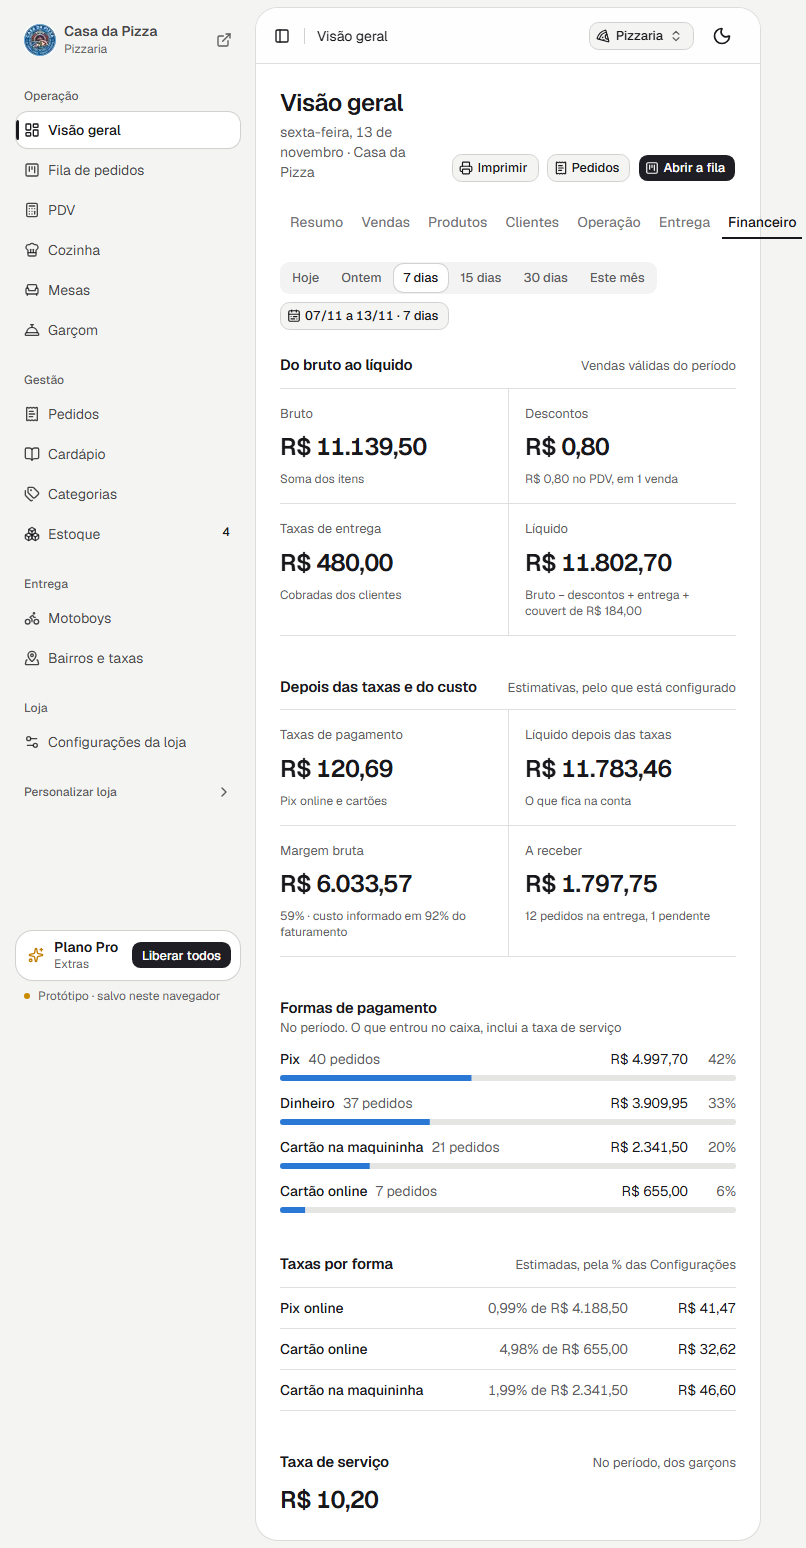 Casa da Pizza
Pizzaria
Operação
Visão geral
Fila de pedidos
PDV
Cozinha
Mesas
Garçom
Gestão
Pedidos
Cardápio
Categorias
Estoque 4
Entrega
Motoboys
Bairros e taxas
Loja
Configurações da loja
Personalizar loja
Plano Pro
Extras
Liberar todos
Protótipo · salvo neste navegador
Visão geral
Pizzaria
Visão geral
sexta-feira, 13 de
novembro · Casa da
Pizza
Imprimir Pedidos Abrir a fila
Resumo Vendas Produtos Clientes Operação Entrega Financeiro
Hoje Ontem 7 dias 15 dias 30 dias Este mês
07/11 a 13/11 · 7 dias
Do bruto ao líquido Vendas válidas do período
Bruto
R$ 11.139,50
Soma dos itens
Descontos
R$ 0,80
R$ 0,80 no PDV, em 1 venda
Taxas de entrega
R$ 480,00
Cobradas dos clientes
Líquido
R$ 11.802,70
Bruto − descontos + entrega +
couvert de R$ 184,00
Depois das taxas e do custo Estimativas, pelo que está configurado
Taxas de pagamento
R$ 120,69
Pix online e cartões
Líquido depois das taxas
R$ 11.783,46
O que fica na conta
Margem bruta
R$ 6.033,57
59% · custo informado em 92% do
faturamento
A receber
R$ 1.797,75
12 pedidos na entrega, 1 pendente
Formas de pagamento
No período. O que entrou no caixa, inclui a taxa de serviço
Pix 40 pedidos R$ 4.997,70 42%
Dinheiro 37 pedidos R$ 3.909,95 33%
Cartão na maquininha 21 pedidos R$ 2.341,50 20%
Cartão online 7 pedidos R$ 655,00 6%
Taxas por forma Estimadas, pela % das Configurações
Pix online 0,99% de R$ 4.188,50 R$ 41,47
Cartão online 4,98% de R$ 655,00 R$ 32,62
Cartão na maquininha 1,99% de R$ 2.341,50 R$ 46,60
Taxa de serviço No período, dos garçons
R$ 10,20